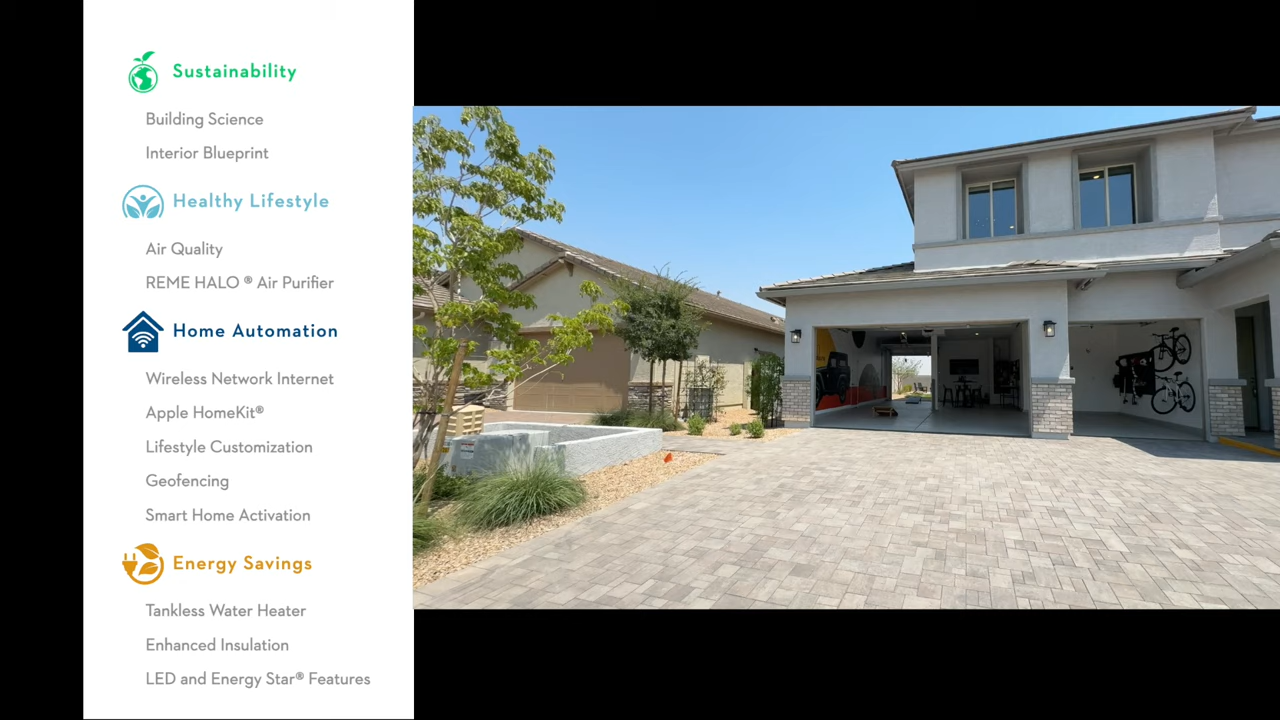 Sustainability
Building Science
Interior Blueprint
Healthy Lifestyle
Air Quality
REME HALO ® Air Purifier
Home Automation
Wireless Network Internet
Apple HomeKit®
Lifestyle Customization
Geofencing
Smart Home Activation
Energy Savings
Tankless Water Heater
Enhanced Insulation
LED and Energy Star® Features